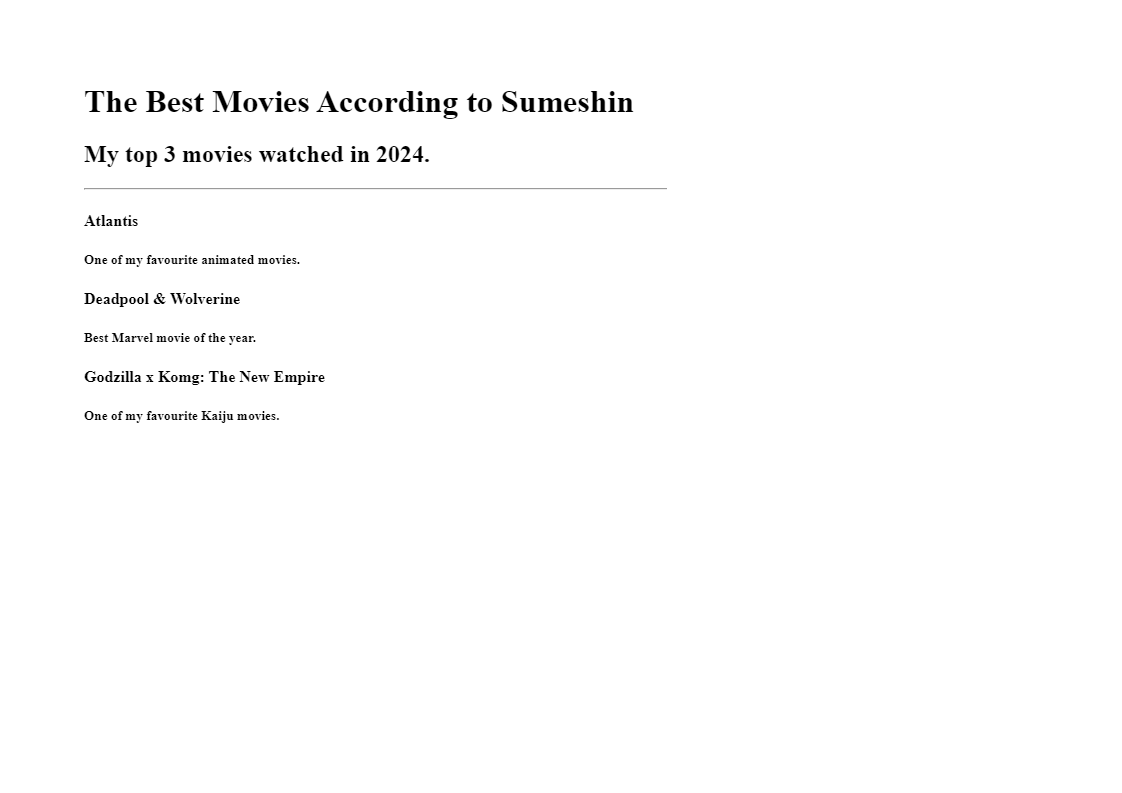 The Best Movies According to Sumeshin
My top 3 movies watched in 2024.
Atlantis
One of my favourite animated movies.
Deadpool & Wolverine
Best Marvel movie of the year.
Godzilla x Komg: The New Empire
One of my favourite Kaiju movies.